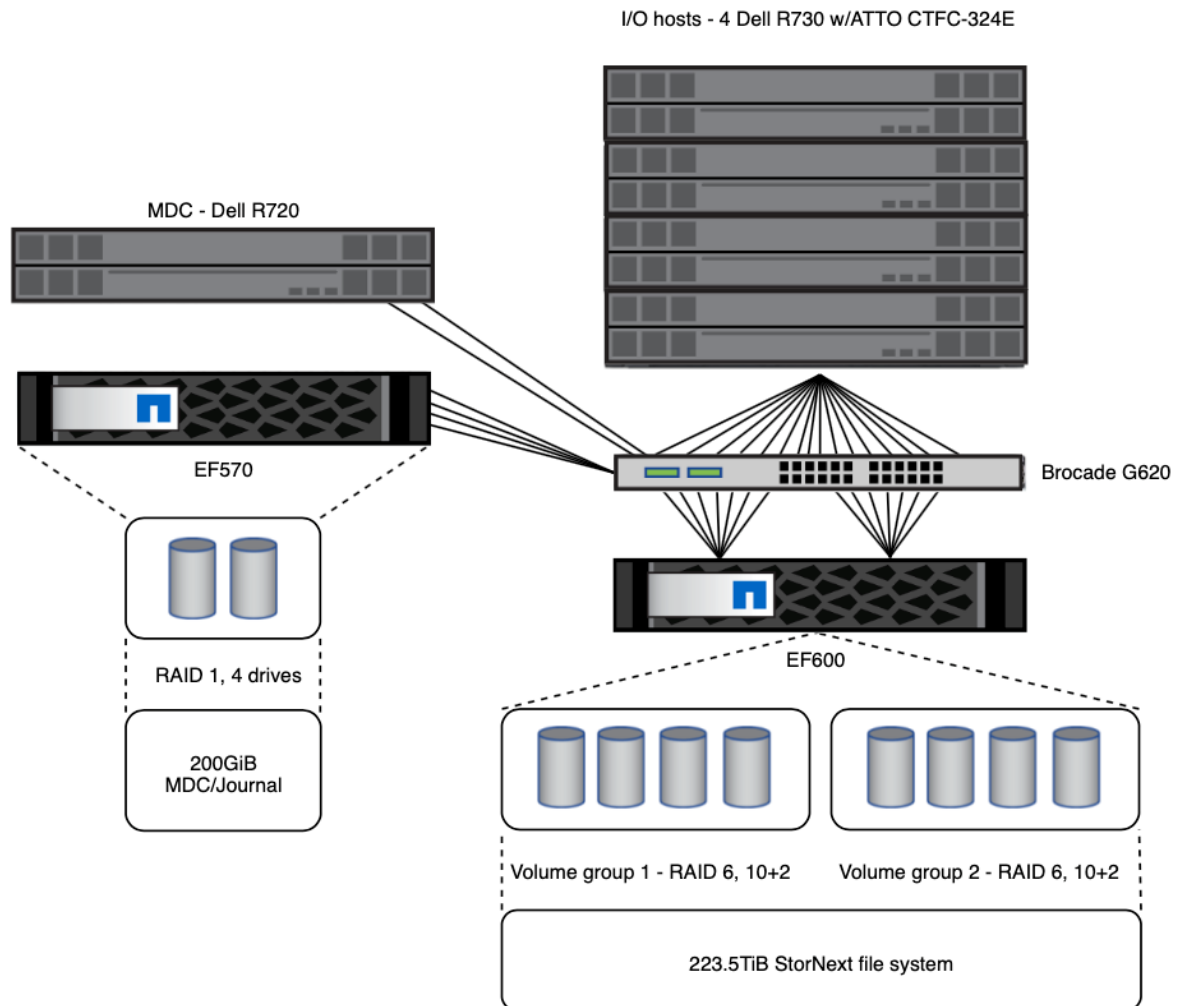 I/O hosts - 4 Dell R730 w/ATTO CTFC-324E
MDC - Dell R720
EF570
Brocade G620
RAID 1, 4 drives
EF600
200GiB
MDC/Journal
Volume group 1 - RAID 6, 10+2
Volume group 2 - RAID 6, 10+2
223.5TiB StorNext file system